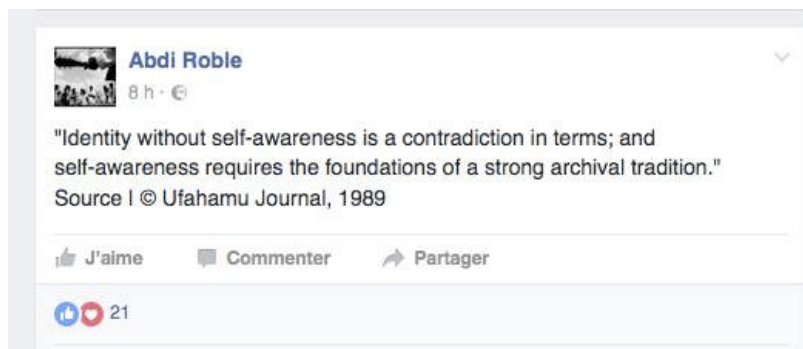 Abdi Roble
8 h ·
"Identity without self-awareness is a contradiction in terms; and
self-awareness requires the foundations of a strong archival tradition."
Source I © Ufahamu Journal, 1989
J'aime Commenter Partager
21